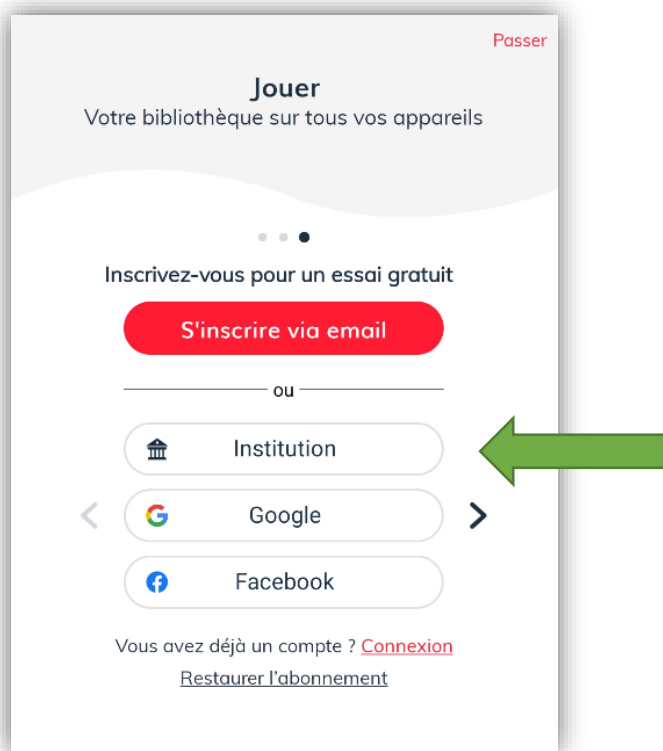 Passer
Jouer
Votre bibliothèque sur tous vos appareils
Inscrivez-vous pour un essai gratuit
S'inscrire via email
ou
Institution
Google
Facebook
Vous avez déjà un compte ? Connexion
Restaurer l'abonnement